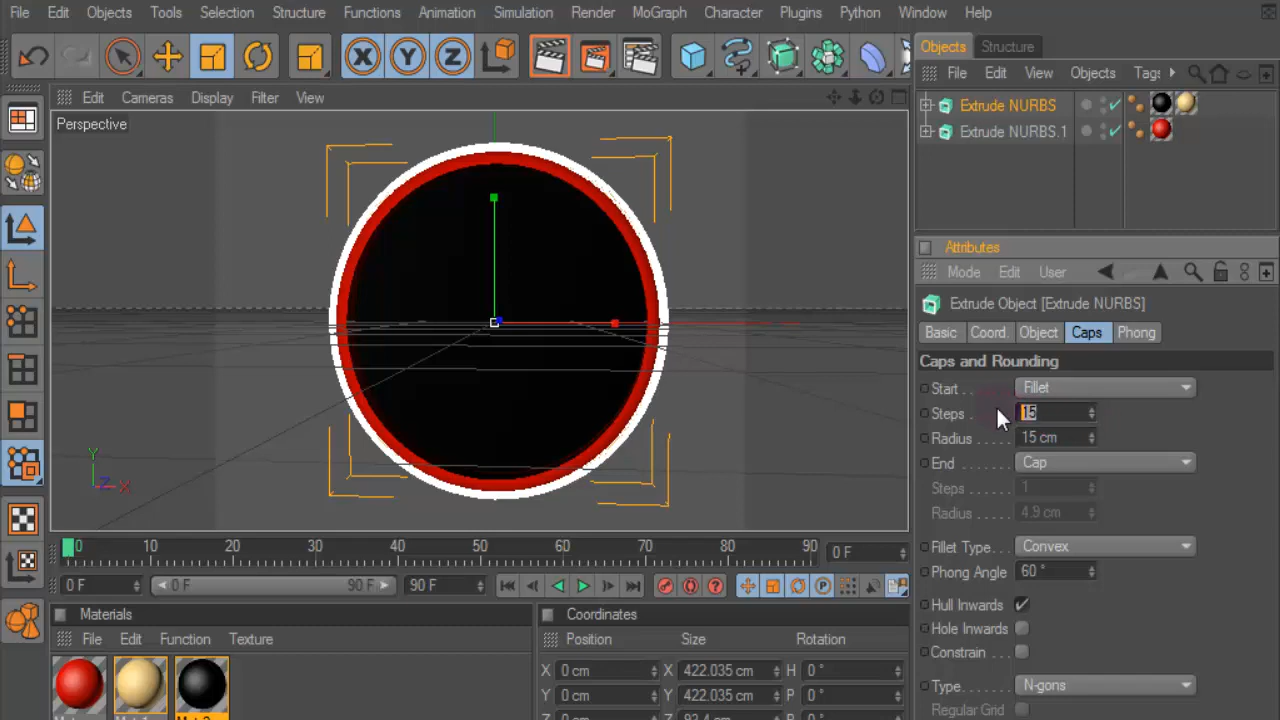 File Edit Objects Tools Selection Structure Functions Animation Simulation Render MoGraph Character Plugins Python Window Help
X Y Z
Objects Structure
File Edit View Objects Tags
Edit Cameras Display Filter View
Perspective
Extrude NURBS
Extrude NURBS.1
Attributes
Mode Edit User
Extrude Object [Extrude NURBS]
Basic Coord. Object Caps Phong
Caps and Rounding
Start . . Fillet
Steps . 15
Radius . . . . . 15 cm
End . . . . . . . Cap
Steps . . . . . . 1
Radius . . . . . 4.9 cm
Fillet Type . . Convex
Phong Angle 60 °
Hull Inwards
Hole Inwards
Constrain . .
Type. . . . . . . N-gons
Regular Grid
Y
Z X
0 10 20 30 40 50 60 70 80 90 0 F
0 F 0 F 90 F 90 F
P
Materials
File Edit Function Texture
Coordinates
Position Size Rotation
X 0 cm X 422.035 cm H 0 °
Y 0 cm Y 422.035 cm P 0 °